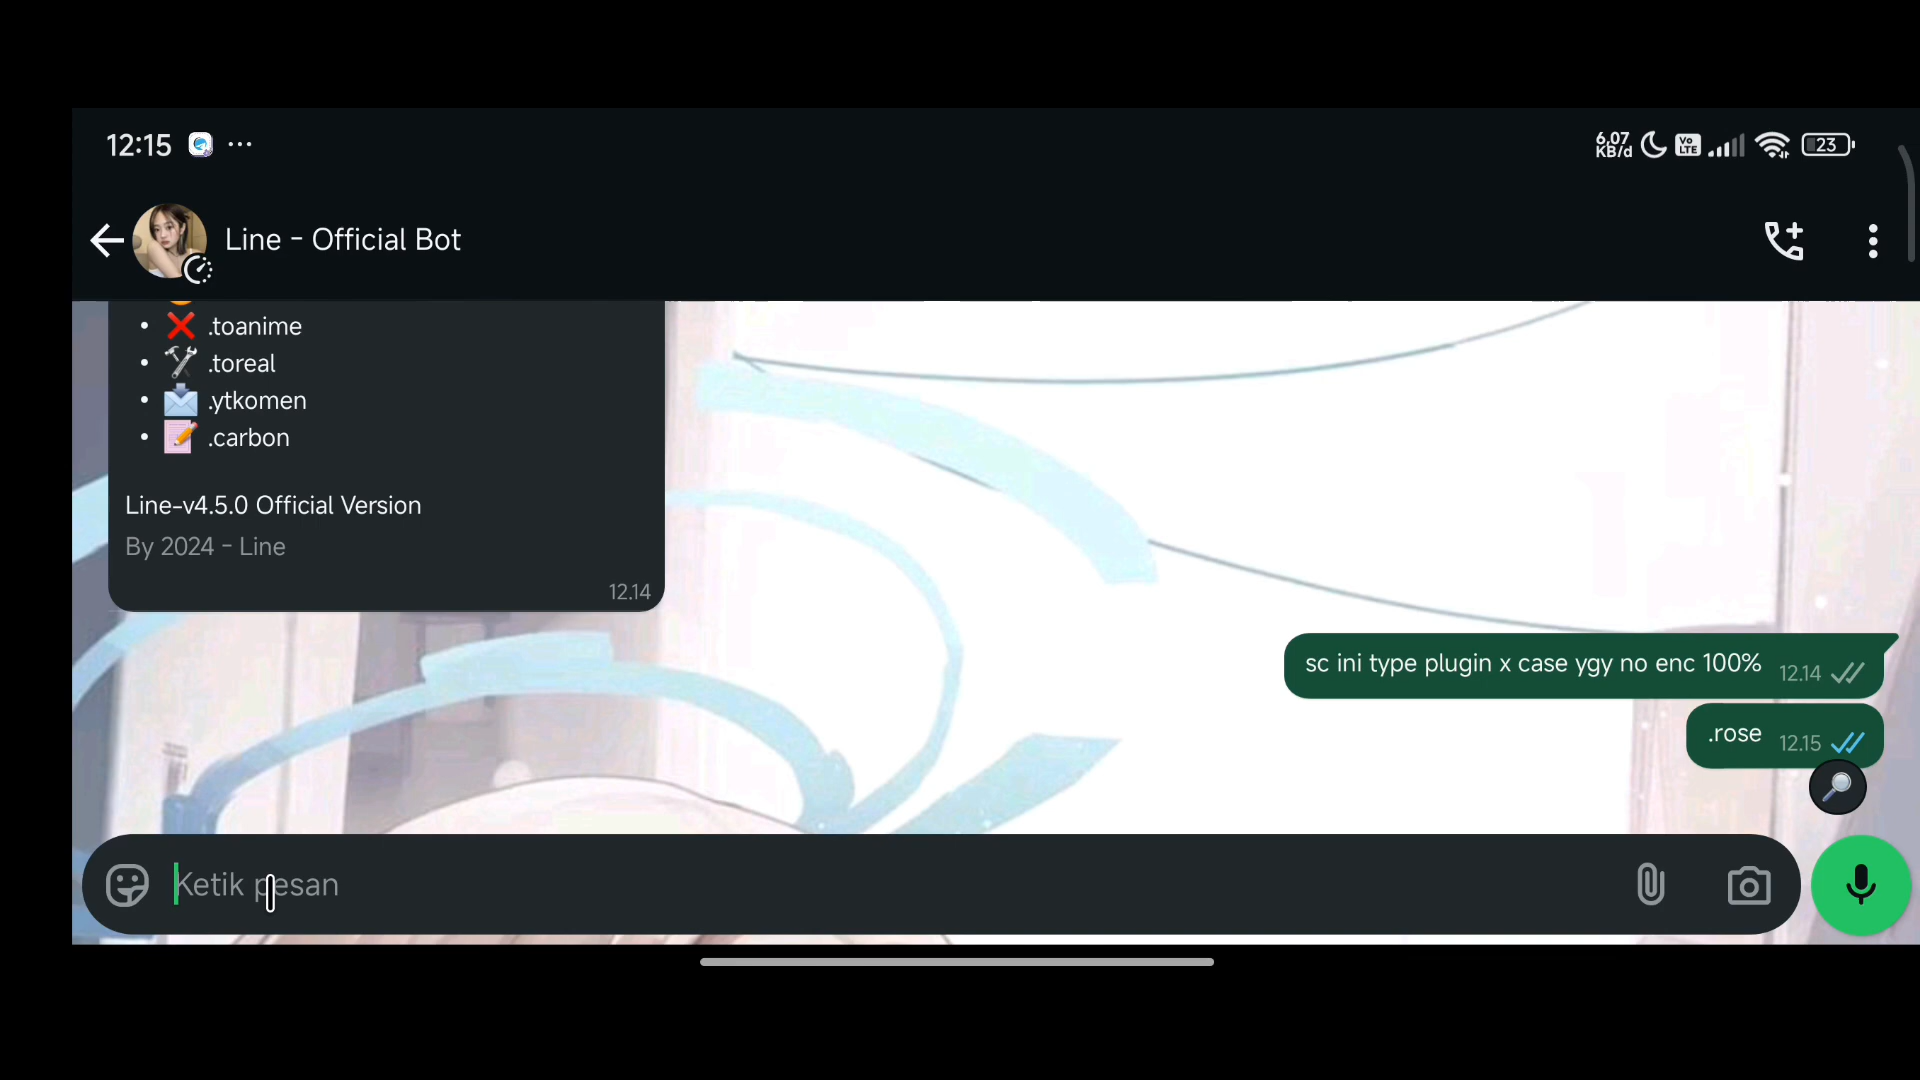 12:15
6.07
KB/d
Vo
LTE
23
Line - Official Bot
.toanime
.toreal
.ytkomen
.carbon
Line-v4.5.0 Official Version
By 2024 - Line
12.14
sc ini type plugin x case ygy no enc 100% 12.14
.rose 12.15
Ketik pesan